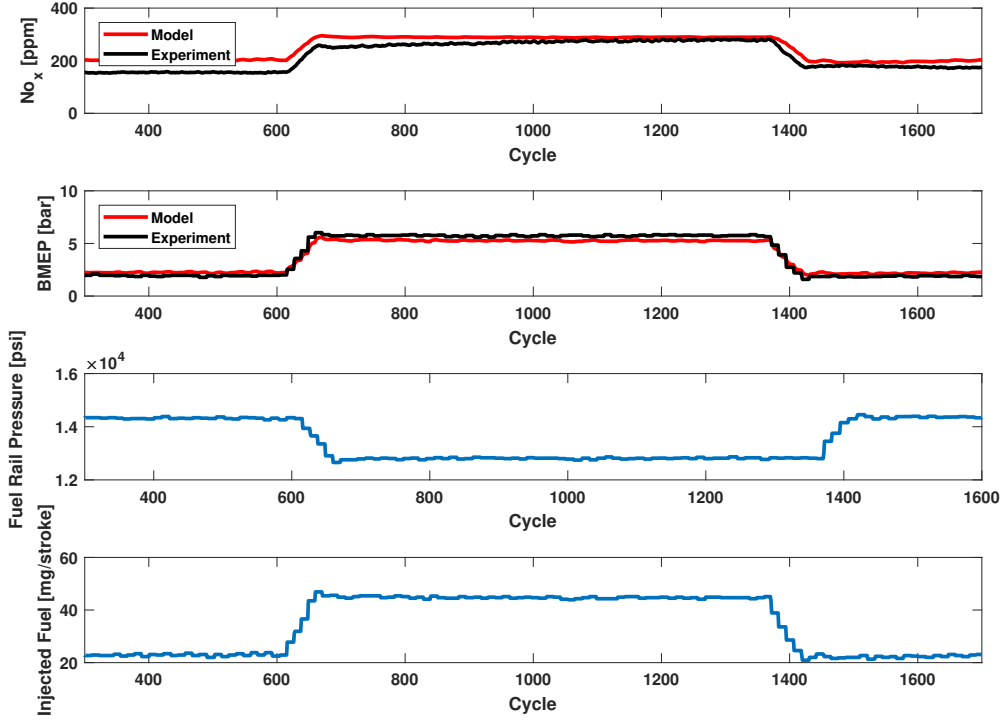 400
200
0
No_x [ppm]
Model
Experiment
400 600 800 1000 1200 1400 1600
Cycle
10
5
0
BMEP [bar]
Model
Experiment
400 600 800 1000 1200 1400 1600
Cycle
×10^4
1.6
1.4
1.2
Fuel Rail Pressure [psi]
400 600 800 1000 1200 1400 1600
Cycle
60
40
20
Injected Fuel [mg/stroke]
400 600 800 1000 1200 1400 1600
Cycle